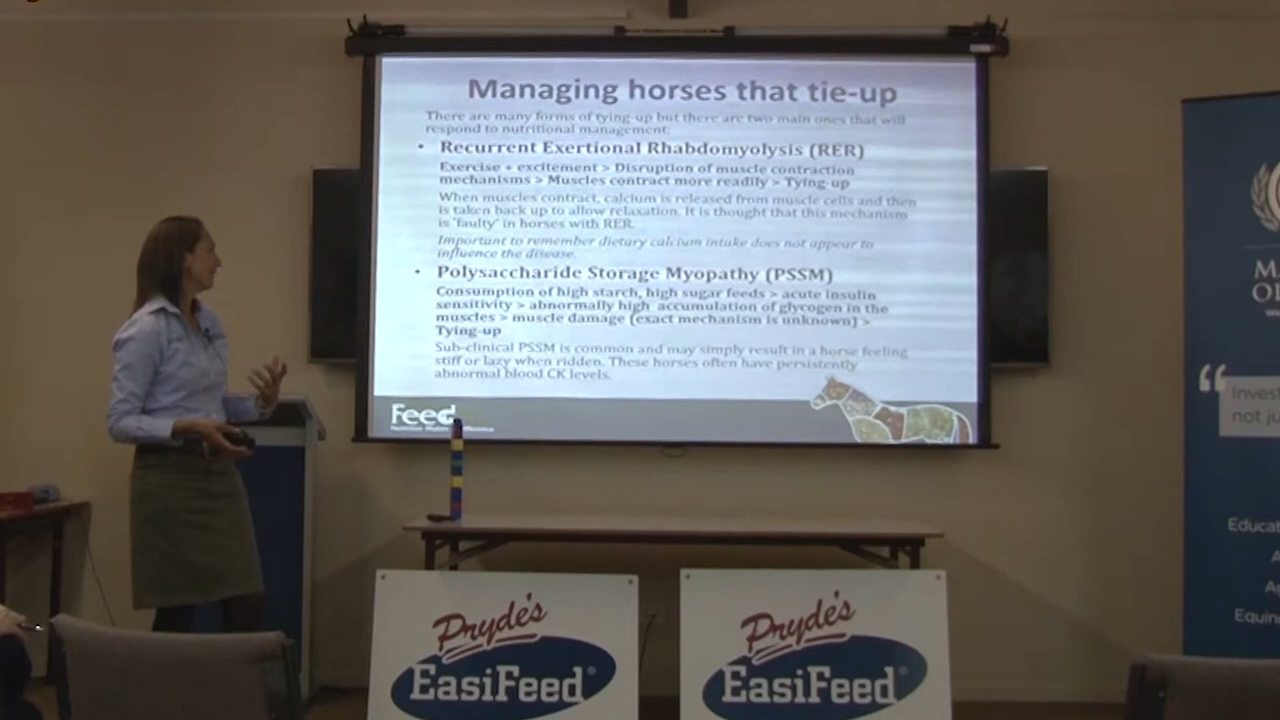 Managing horses that tie-up
There are many forms of tying-up but there are two main ones that will
respond to nutritional management:
• Recurrent Exertional Rhabdomyolysis (RER)
Exercise + excitement > Disruption of muscle contraction
mechanisms > Muscles contract more readily > Tying-up
When muscles contract, calcium is released from muscle cells and then
is taken back up to allow relaxation. It is thought that this mechanism
is 'faulty' in horses with RER.
Important to remember dietary calcium intake does not appear to
influence the disease.
• Polysaccharide Storage Myopathy (PSSM)
Consumption of high starch, high sugar feeds > acute insulin
sensitivity > abnormally high accumulation of glycogen in the
muscles > muscle damage (exact mechanism is unknown) >
Tying-up
Sub-clinical PSSM is common and may simply result in a horse feeling
stiff or lazy when ridden. These horses often have persistently
abnormal blood CK levels.
Feed
Pryde's
EasiFeed®
Pryde's
EasiFeed®
“
Inves
not ju
Educat
A
Ag
Equin